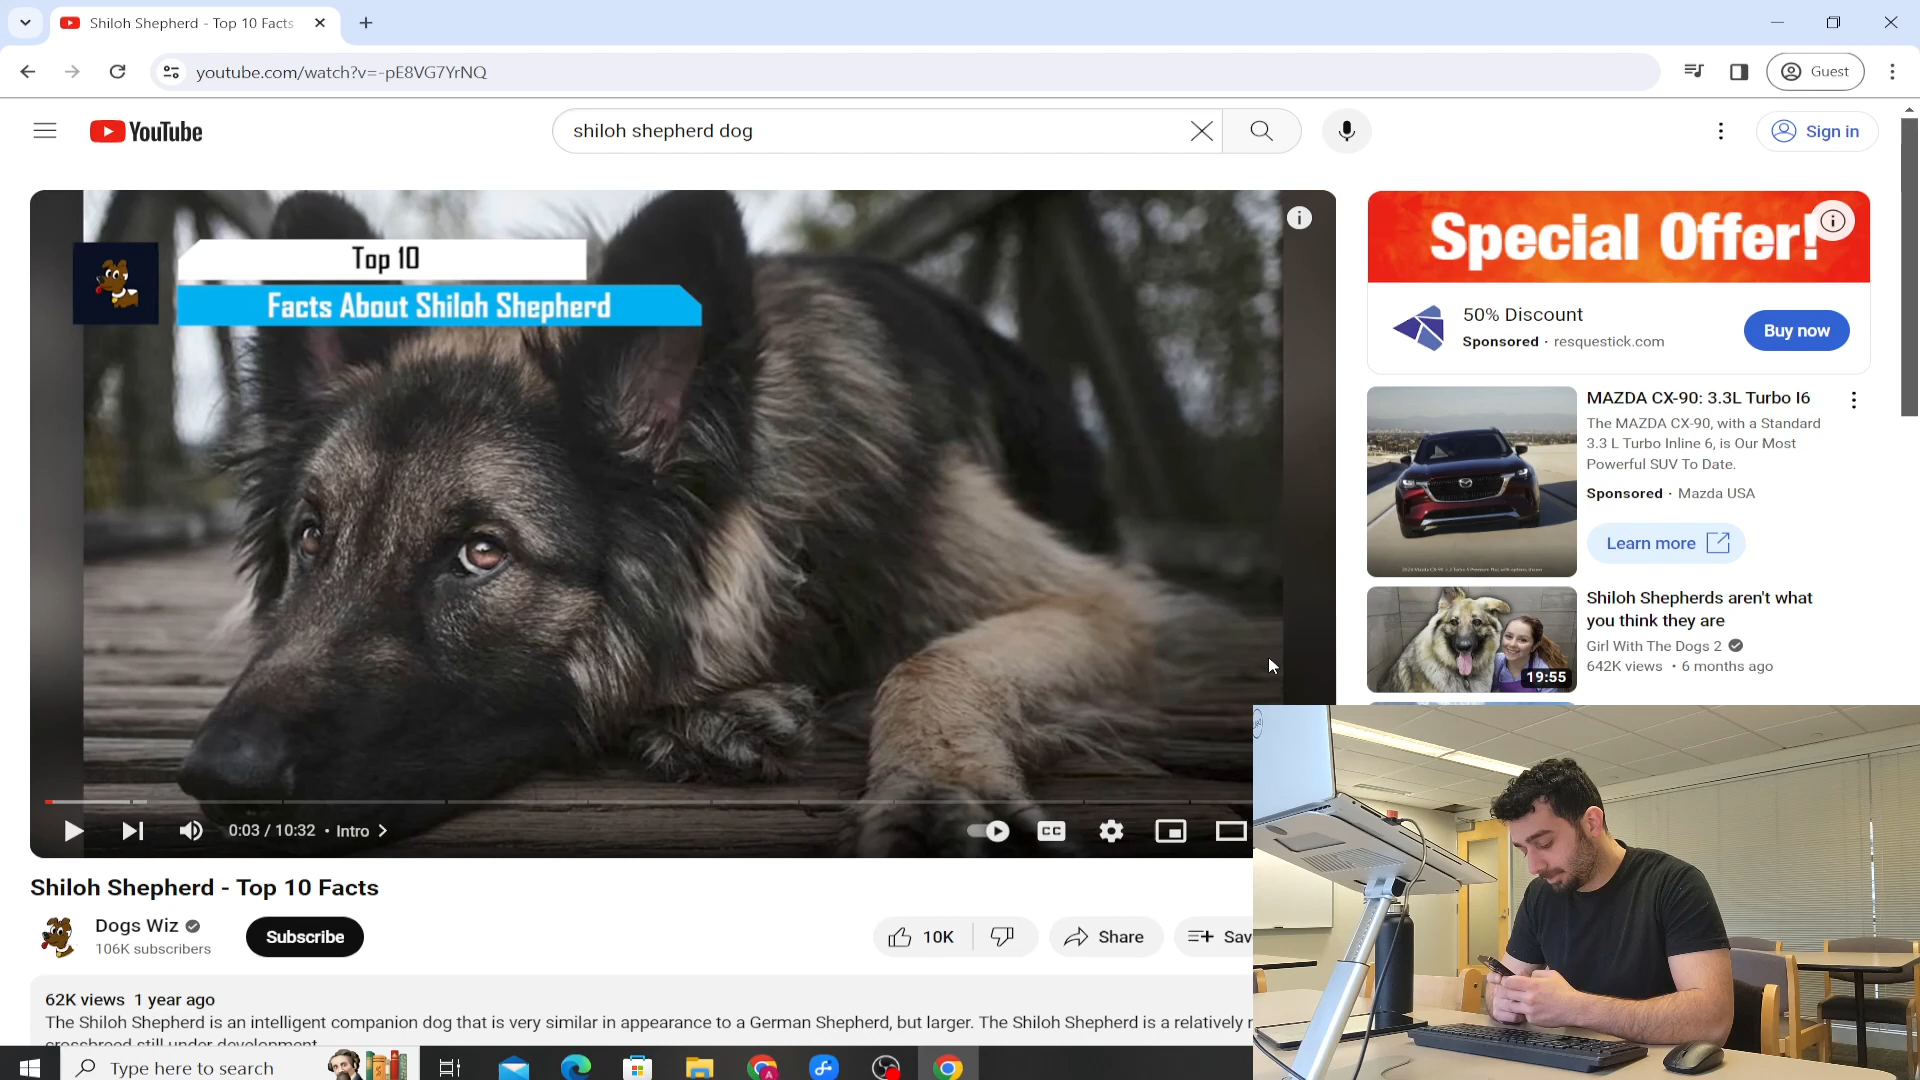 Shiloh Shepherd - Top 10 Facts
youtube.com/watch?v=-pE8VG7YrNQ
Guest
YouTube
shiloh shepherd dog
Sign in
Top 10
Facts About Shiloh Shepherd
0:03 / 10:32 • Intro
CC
Shiloh Shepherd - Top 10 Facts
Dogs Wiz
106K subscribers
Subscribe
10K
Share
Sav
62K views 1 year ago
The Shiloh Shepherd is an intelligent companion dog that is very similar in appearance to a German Shepherd, but larger. The Shiloh Shepherd is a relatively r
crossbreed still under development
Special Offer!
50% Discount
Sponsored · resquestick.com
Buy now
MAZDA CX-90: 3.3L Turbo I6
The MAZDA CX-90, with a Standard
3.3 L Turbo Inline 6, is Our Most
Powerful SUV To Date.
Sponsored · Mazda USA
Learn more
Shiloh Shepherds aren't what
you think they are
Girl With The Dogs 2
642K views • 6 months ago
19:55
Type here to search